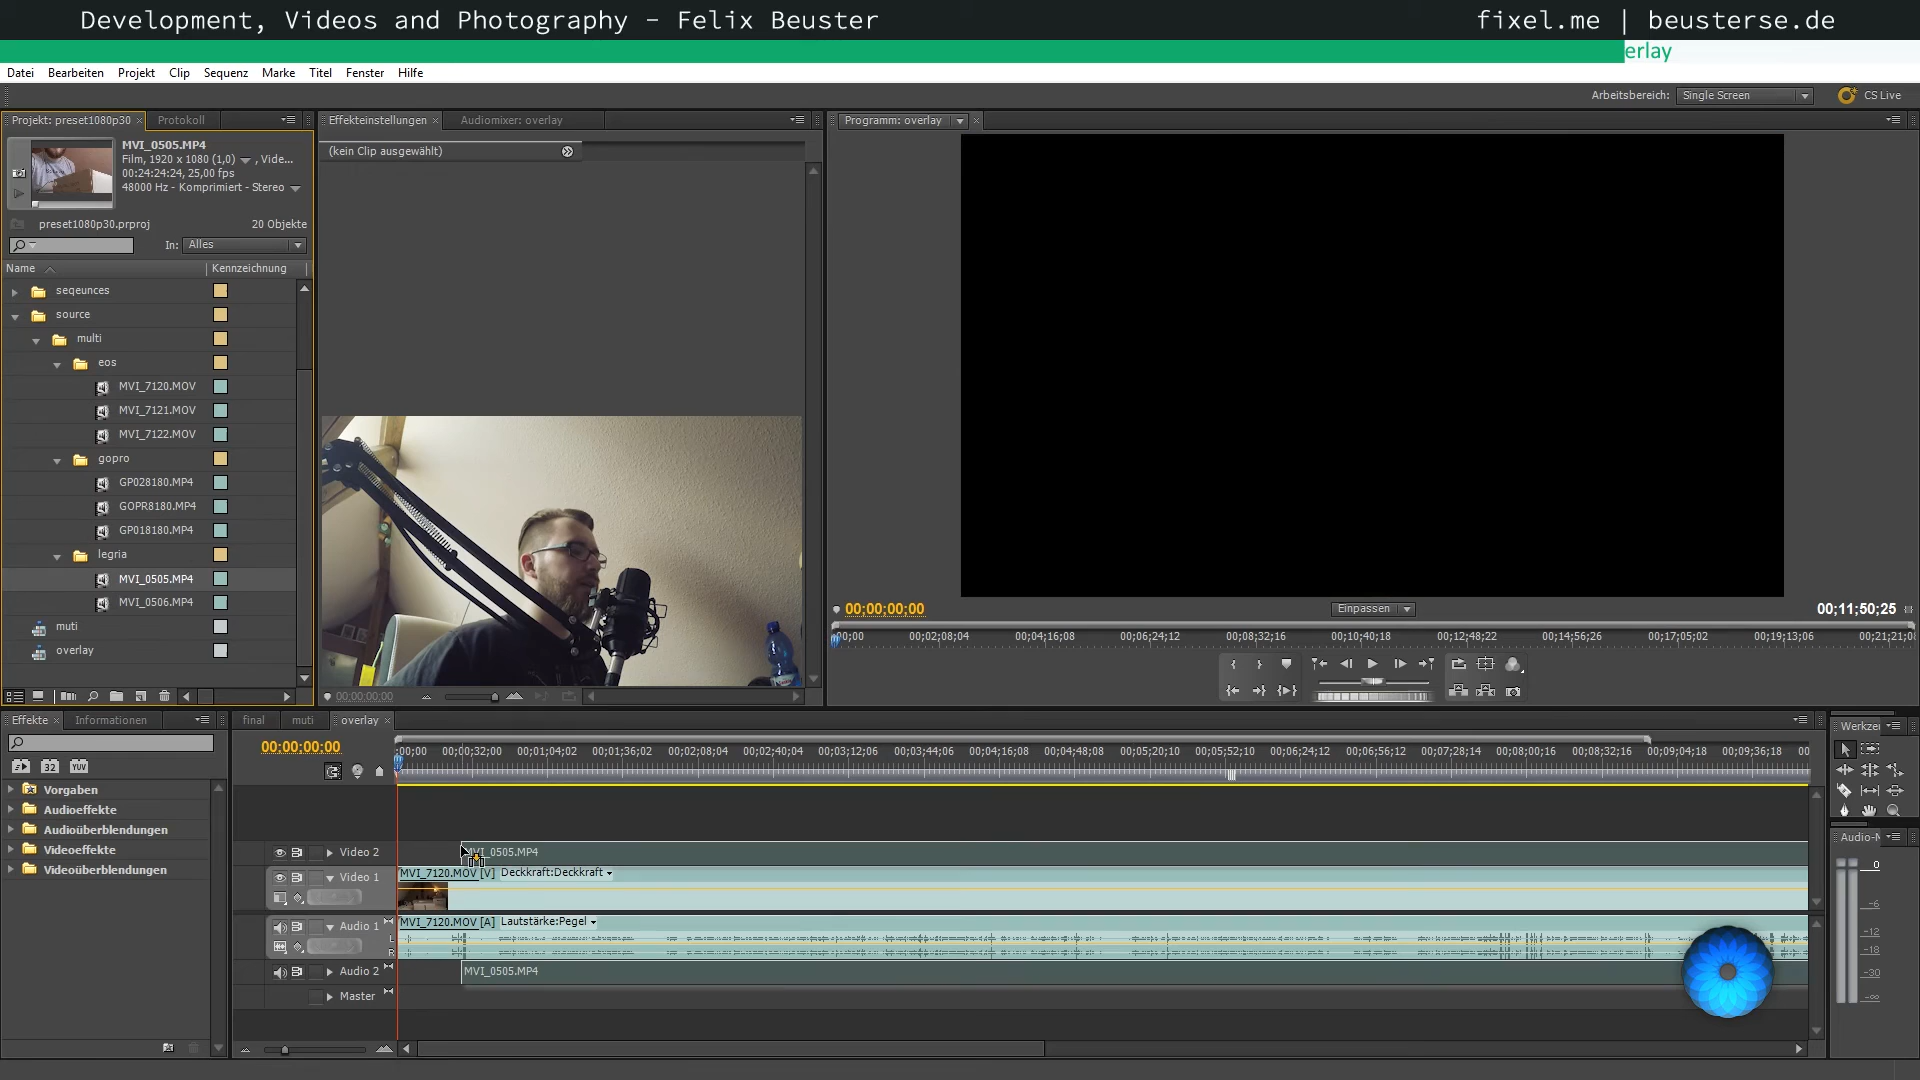 Development, Videos and Photography - Felix Beuster
fixel.me | beusterse.de
erlay
Datei Bearbeiten Projekt Clip Sequenz Marke Titel Fenster Hilfe
Arbeitsbereich: Single Screen CS Live
Projekt: preset1080p30 Protokoll
MVI_0505.MP4
Film, 1920 x 1080 (1,0) , Vide...
00:24:24:24, 25,00 fps
48000 Hz - Komprimiert - Stereo
preset1080p30.prproj 20 Objekte
In: Alles
Name Kennzeichnung
seqeunces
source
multi
eos
MVI_7120.MOV
MVI_7121.MOV
MVI_7122.MOV
gopro
GP028180.MP4
GOPR8180.MP4
GP018180.MP4
legria
MVI_0505.MP4
MVI_0506.MP4
muti
overlay
Effekteinstellungen Audiomixer: overlay
(kein Clip ausgewählt)
00:00:00:00
Programm: overlay
00;00;00;00 Einpassen 00;11;50;25
00;00 00;02;08;04 00;04;16;08 00;06;24;12 00;08;32;16 00;10;40;18 00;12;48;22 00;14;56;26 00;17;05;02 00;19;13;06 00;21;21;0
Effekte Informationen
32 YUV
Vorgaben
Audioeffekte
Audioüberblendungen
Videoeffekte
Videoüberblendungen
final muti overlay
00;00;00;00
;00;00 00;00;32;00 00;01;04;02 00;01;36;02 00;02;08;04 00;02;40;04 00;03;12;06 00;03;44;06 00;04;16;08 00;04;48;08 00;05;20;10 00;05;52;10 00;06;24;12 00;06;56;12 00;07;28;14 00;08;00;16 00;08;32;16 00;09;04;18 00;09;36;18 00
Video 2 MVI_0505.MP4
Video 1 MVI_7120.MOV [V] Deckkraft:Deckkraft
Audio 1 MVI_7120.MOV [A] Lautstärke:Pegel
L
R
Audio 2 MVI_0505.MP4
Master
Werkze
Audio-M
0
-6
-12
-18
-30
-∞